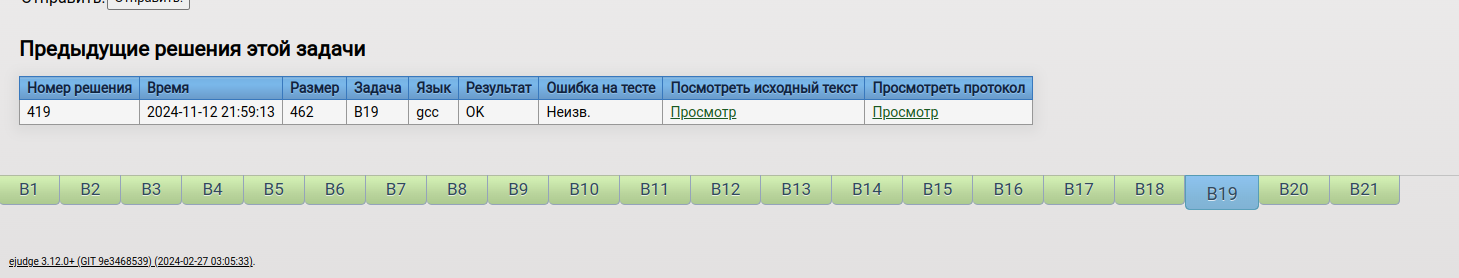 Отправить: Отправить!
Предыдущие решения этой задачи
Номер решения Время Размер Задача Язык Результат Ошибка на тесте Посмотреть исходный текст Просмотреть протокол
419 2024-11-12 21:59:13 462 B19 gcc OK Неизв. Просмотр Просмотр
B1 B2 B3 B4 B5 B6 B7 B8 B9 B10 B11 B12 B13 B14 B15 B16 B17 B18 B19 B20 B21
ejudge 3.12.0+ (GIT 9e3468539) (2024-02-27 03:05:33).